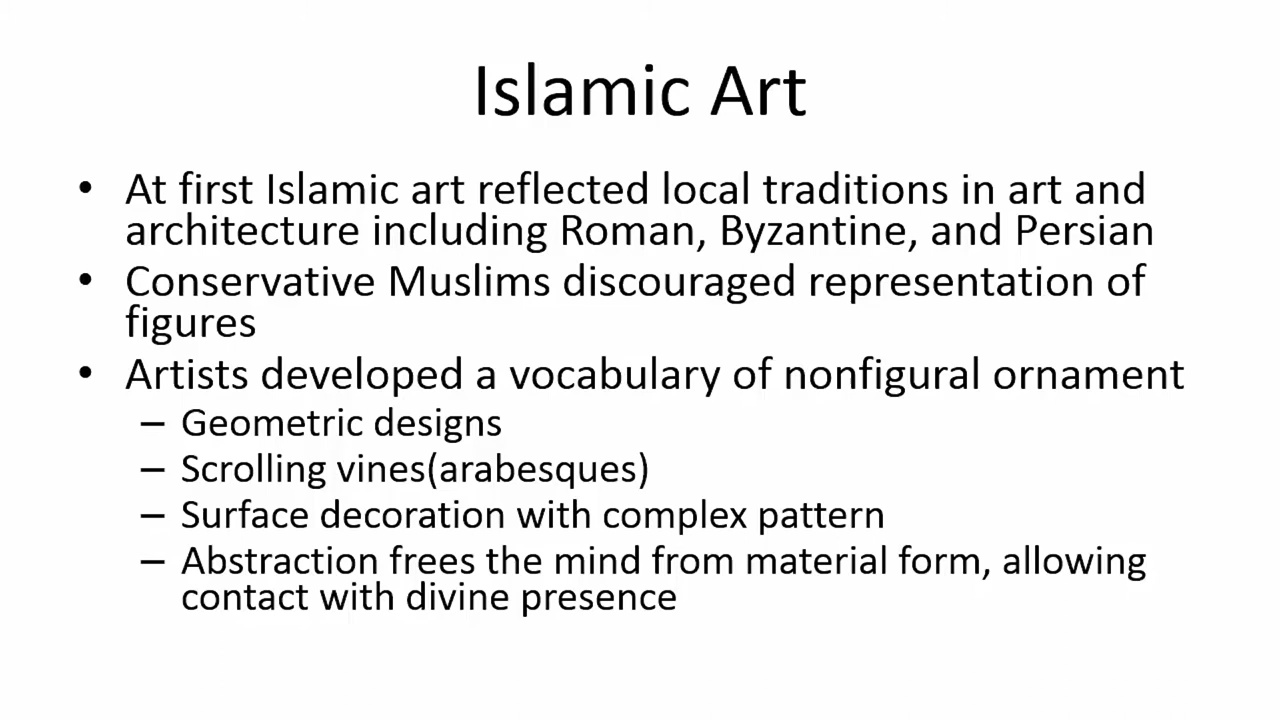 Islamic Art
• At first Islamic art reflected local traditions in art and
architecture including Roman, Byzantine, and Persian
• Conservative Muslims discouraged representation of
figures
• Artists developed a vocabulary of nonfigural ornament
– Geometric designs
– Scrolling vines(arabesques)
– Surface decoration with complex pattern
– Abstraction frees the mind from material form, allowing
contact with divine presence